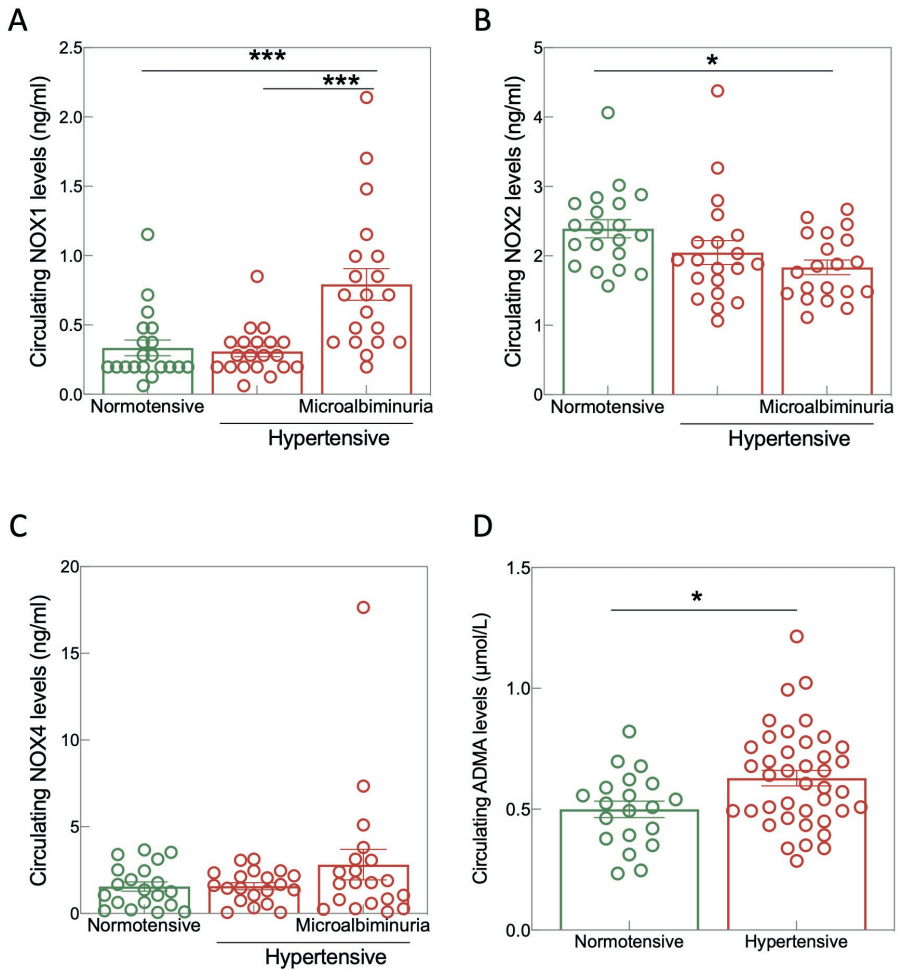 A
Circulating NOX1 levels (ng/ml)
2.5
2.0
1.5
1.0
0.5
0.0
***
***
Normotensive
Microalbiminuria
Hypertensive
B
Circulating NOX2 levels (ng/ml)
5
4
3
2
1
0
*
Normotensive
Microalbiminuria
Hypertensive
C
Circulating NOX4 levels (ng/ml)
20
15
10
5
0
Normotensive
Microalbiminuria
Hypertensive
D
Circulating ADMA levels (µmol/L)
1.5
1.0
0.5
0.0
*
Normotensive
Hypertensive